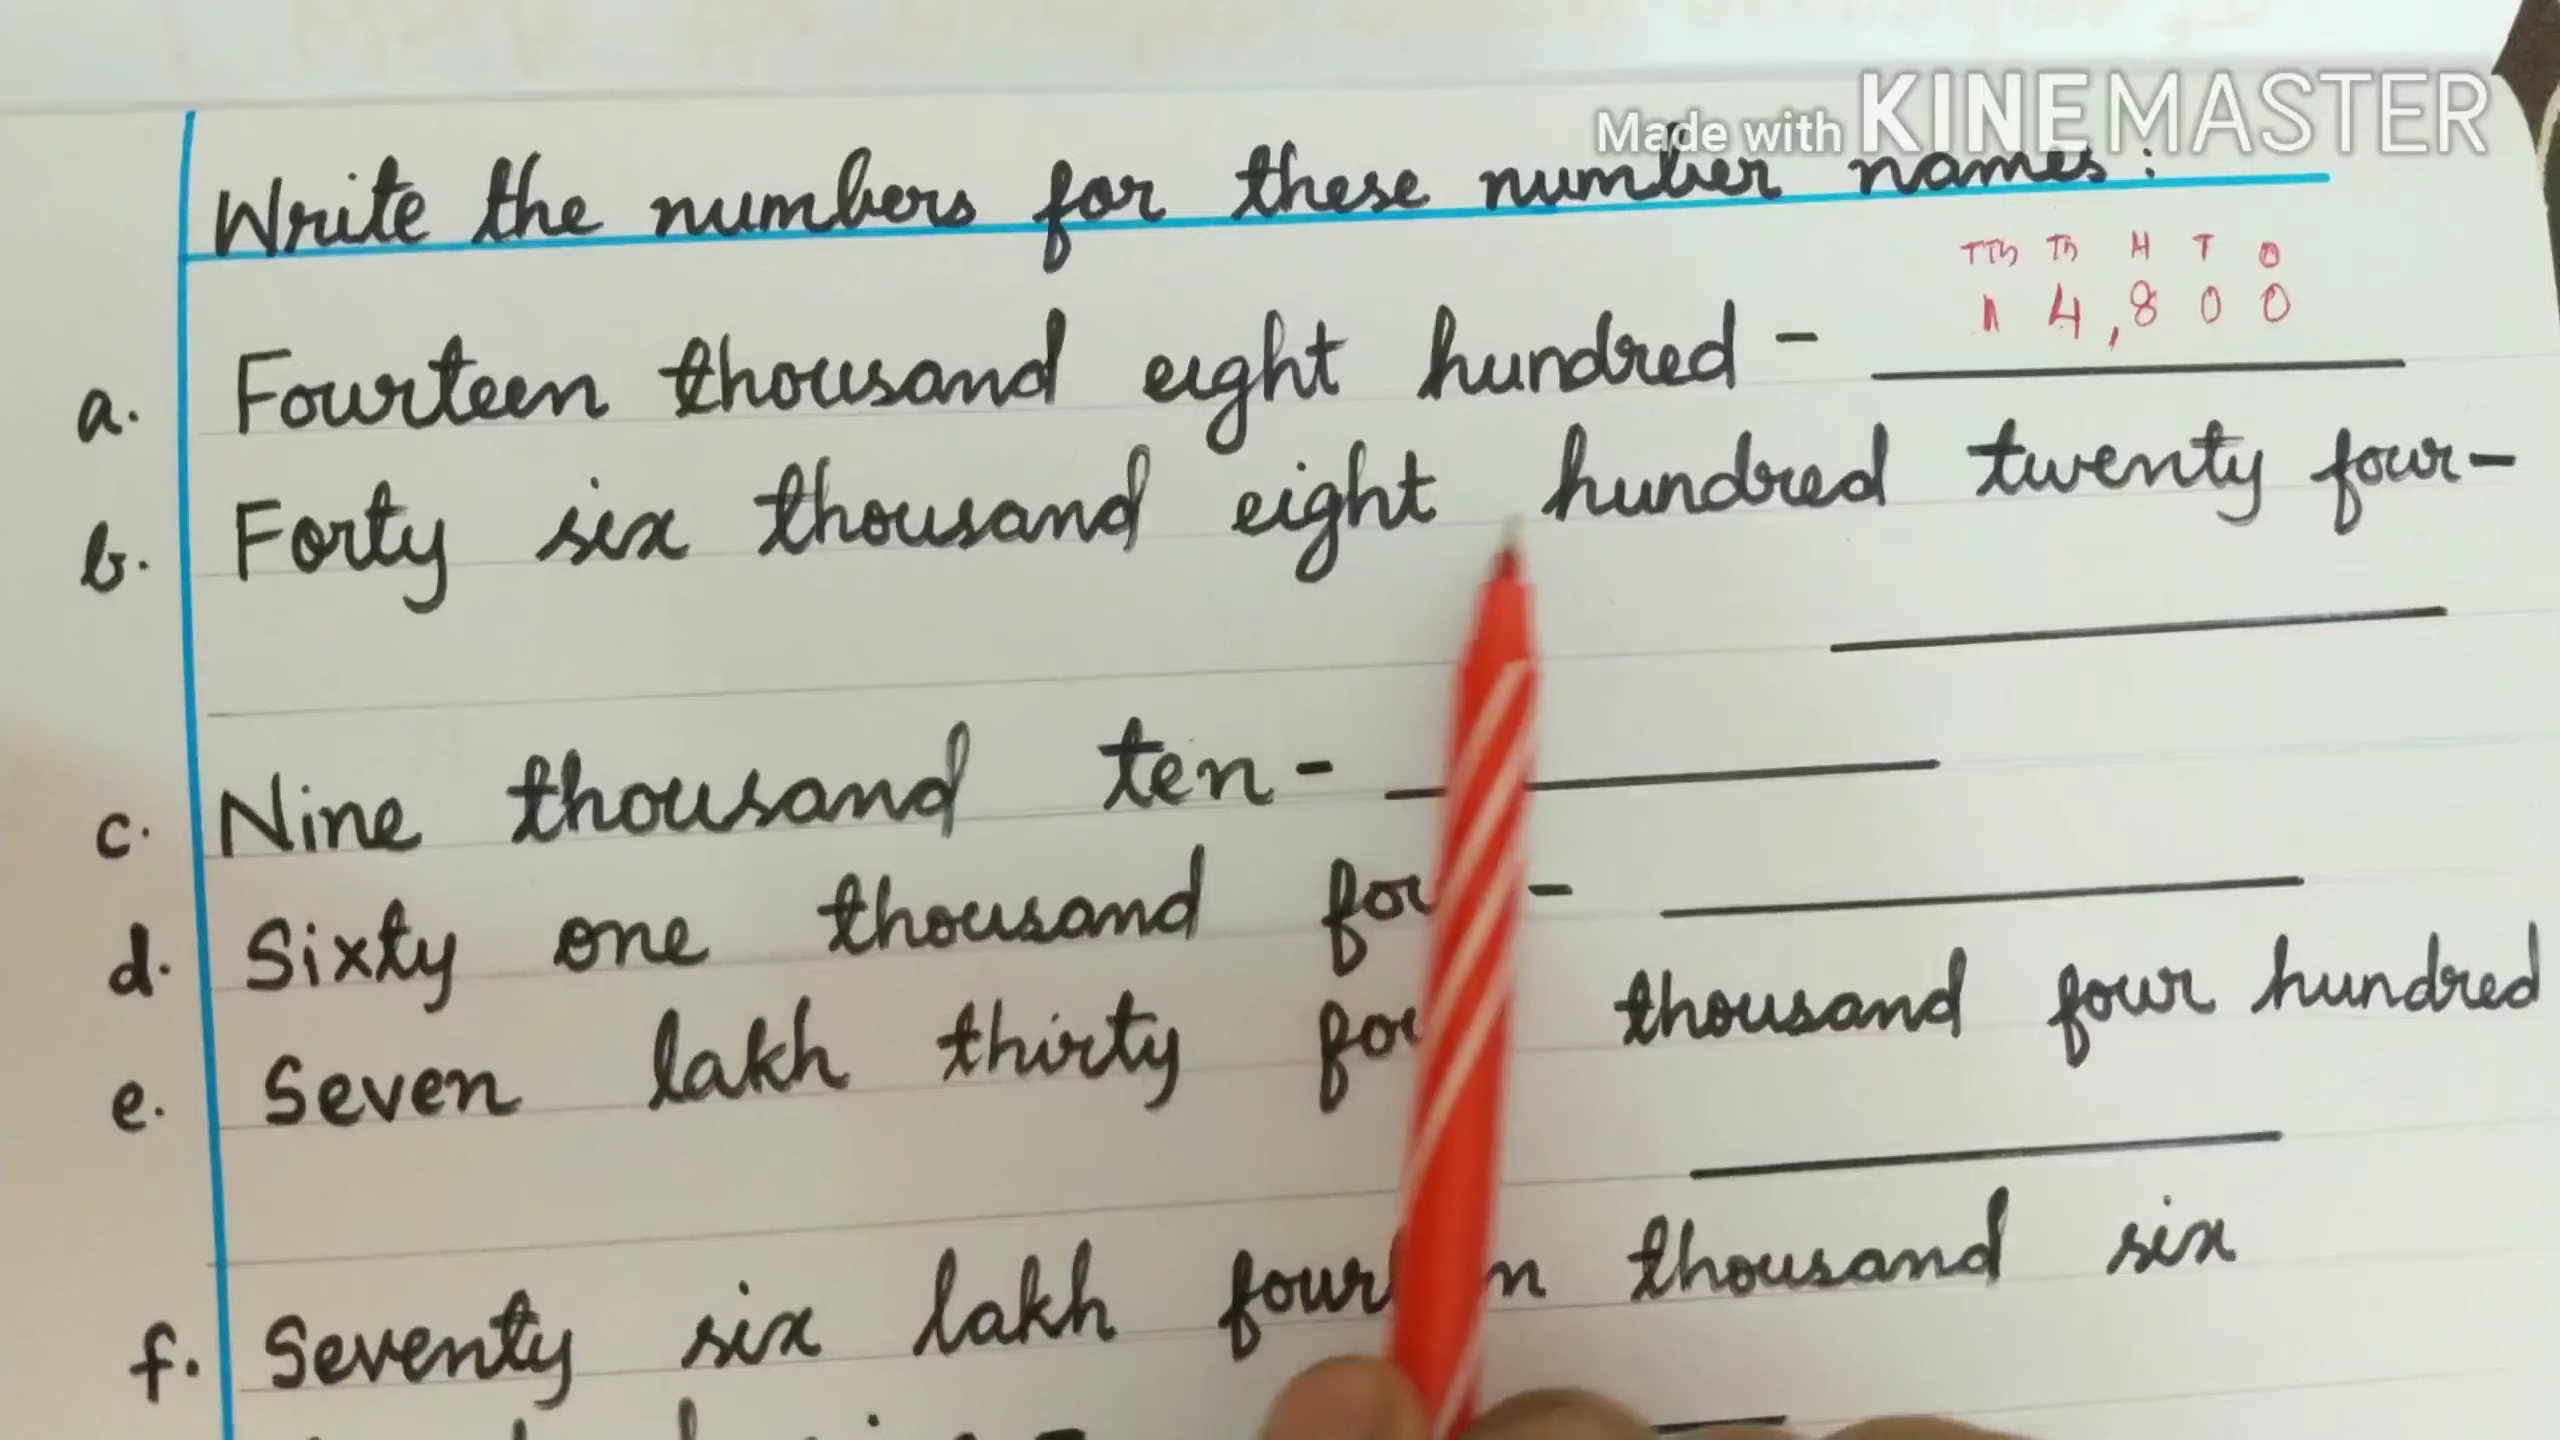 Made with KINEMASTER
Write the numbers for these number names:
TTh Th H T O
1 4,8 0 0
a. Fourteen thousand eight hundred -
b. Forty six thousand eight hundred twenty four-
c. Nine thousand ten-
d. Sixty one thousand -
e. Seven lakh thirty thousand four hundred
f. Seventy six lakh thousand six